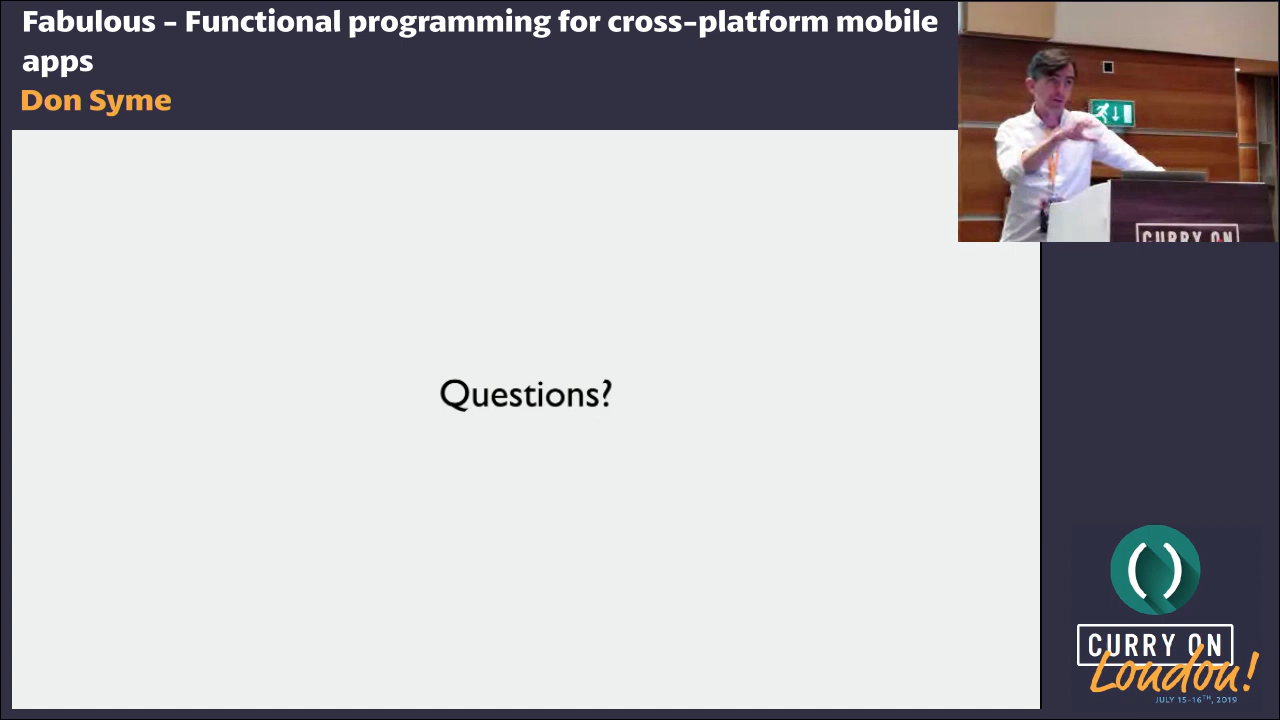 Fabulous – Functional programming for cross-platform mobile
apps
Don Syme
CURRY ON
Questions?
CURRY ON
London!
JULY 15-16TH, 2019